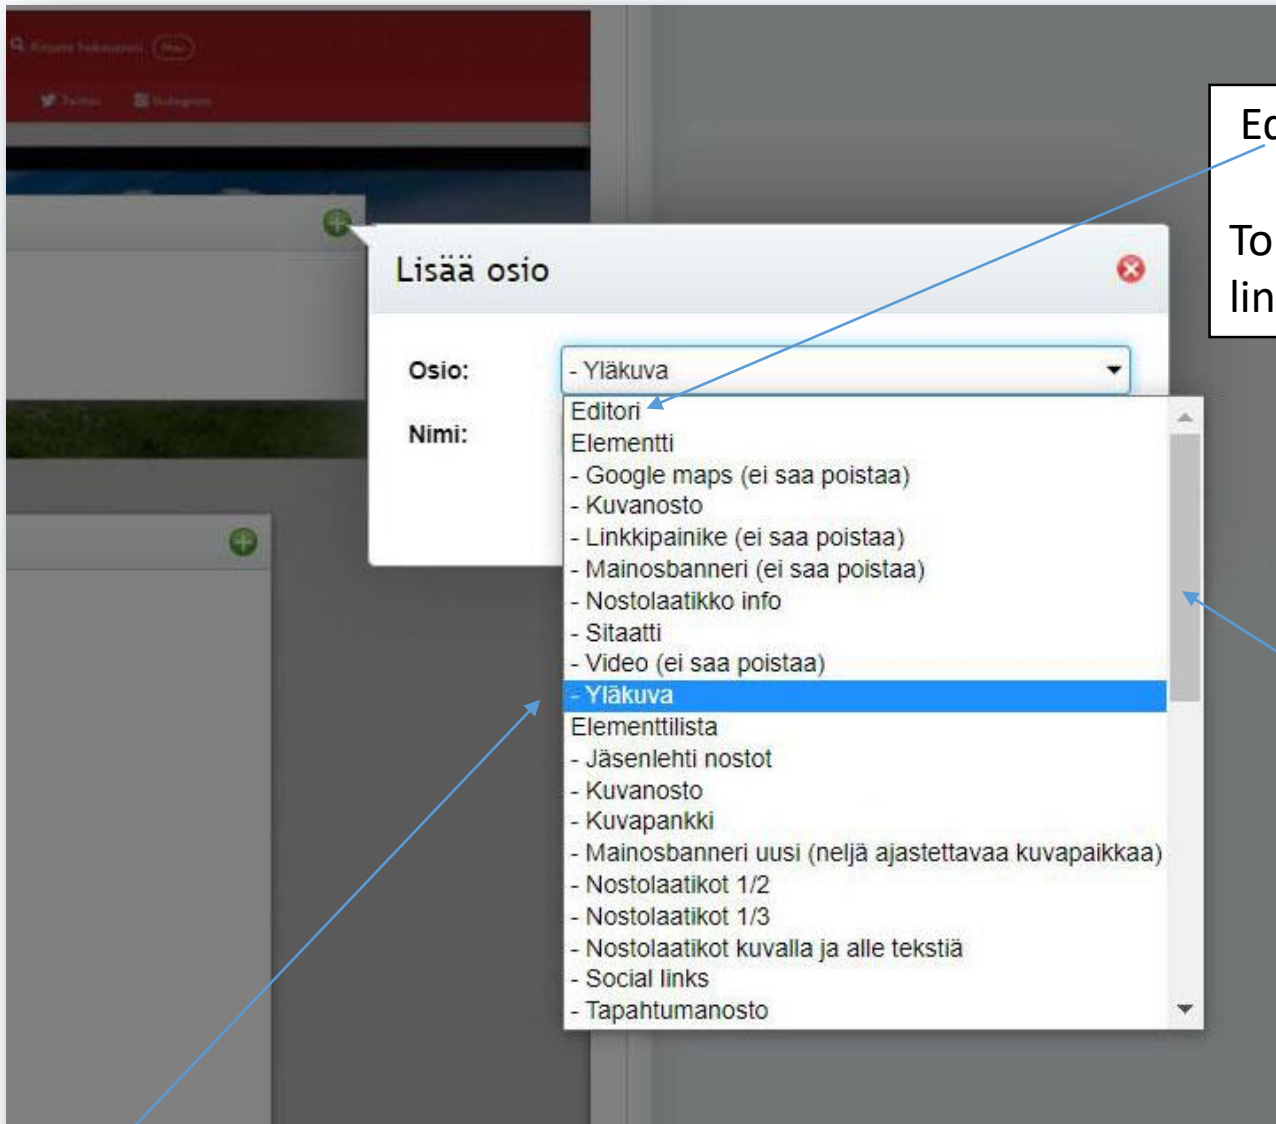 Twitter
Instagram
Ed
To
lin
Lisää osio
Osio:
- Yläkuva
Nimi:
Editori
Elementti
- Google maps (ei saa poistaa)
- Kuvanosto
- Linkkipainike (ei saa poistaa)
- Mainosbanneri (ei saa poistaa)
- Nostolaatikko info
- Sitaatti
- Video (ei saa poistaa)
- Yläkuva
Elementtilista
- Jäsenlehti nostot
- Kuvanosto
- Kuvapankki
- Mainosbanneri uusi (neljä ajastettavaa kuvapaikkaa)
- Nostolaatikot 1/2
- Nostolaatikot 1/3
- Nostolaatikot kuvalla ja alle tekstiä
- Social links
- Tapahtumanosto